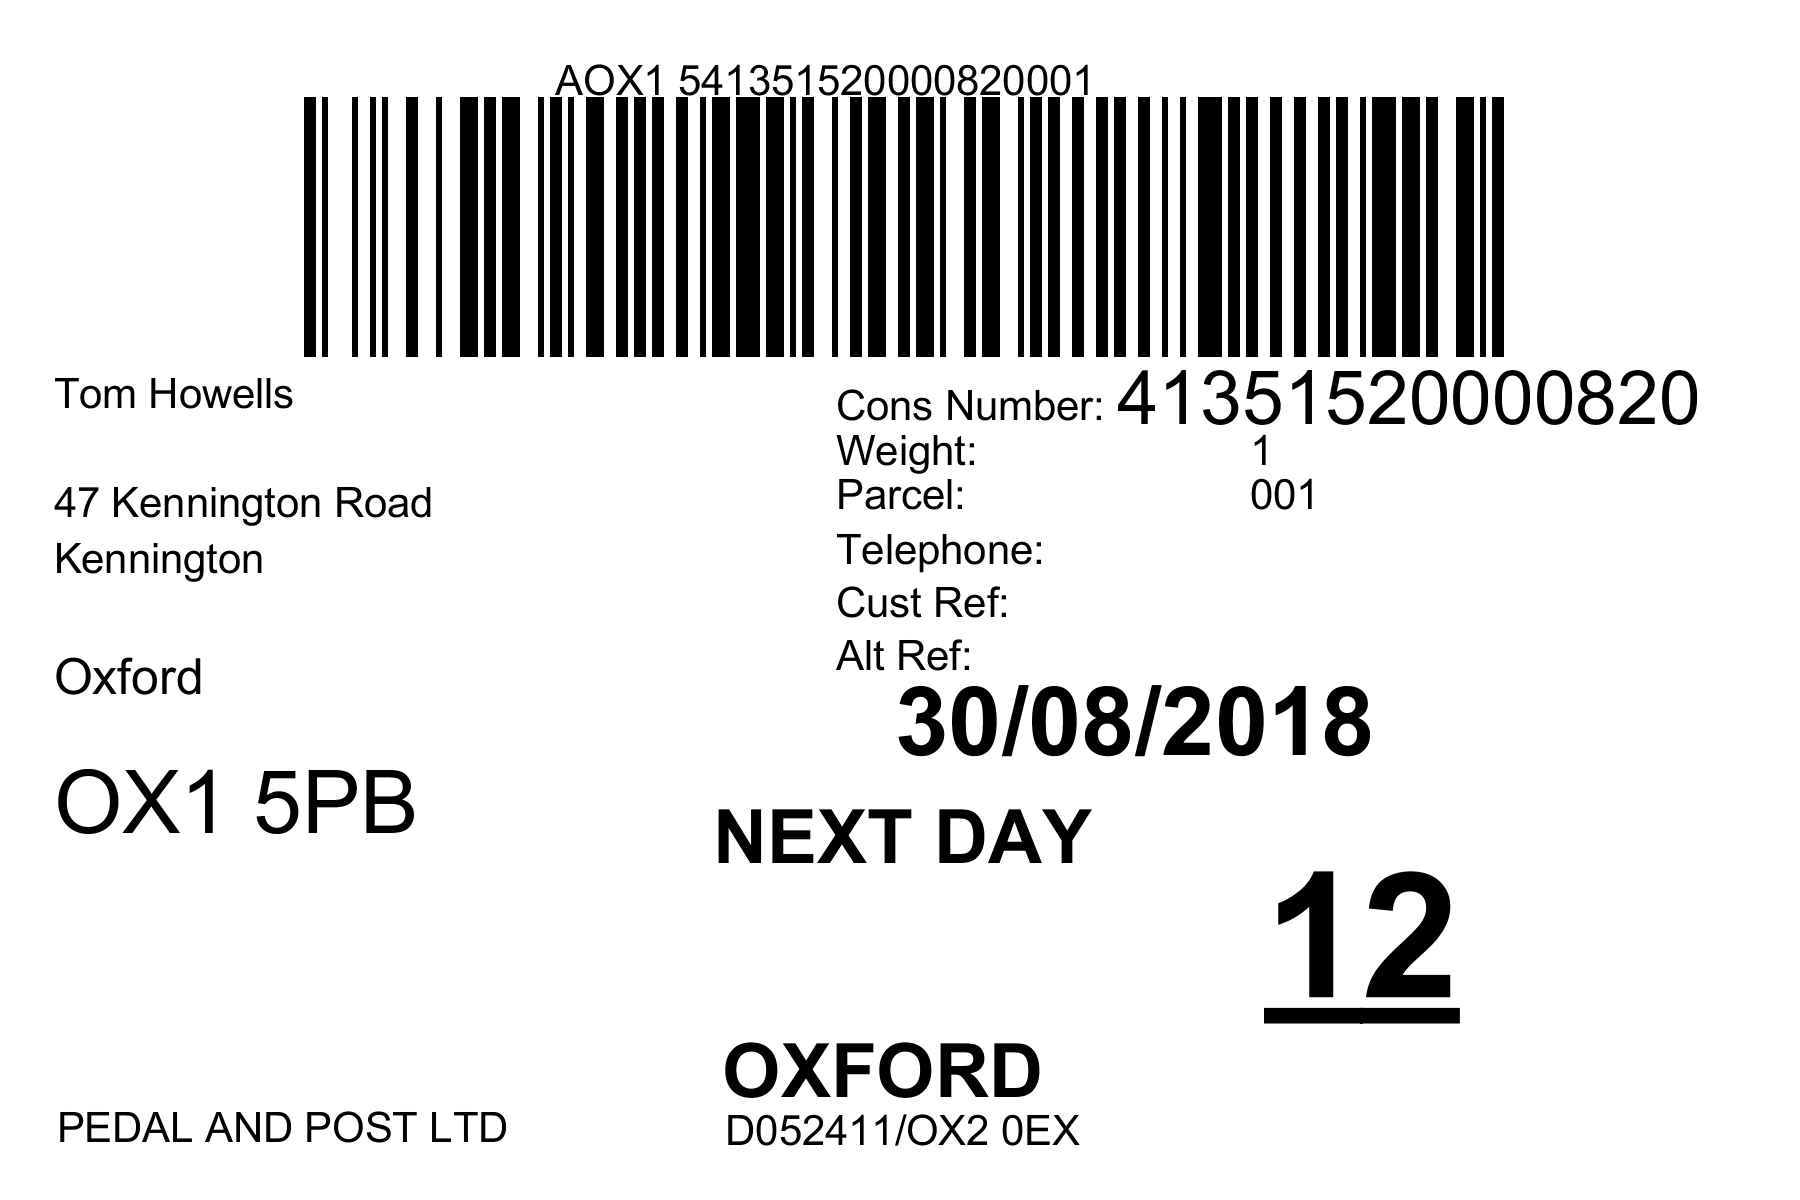 AOX1 541351520000820001
Tom Howells
47 Kennington Road
Kennington
Oxford
OX1 5PB
Cons Number: 41351520000820
Weight: 1
Parcel: 001
Telephone:
Cust Ref:
Alt Ref:
30/08/2018
NEXT DAY
12
OXFORD
PEDAL AND POST LTD
D052411/OX2 0EX